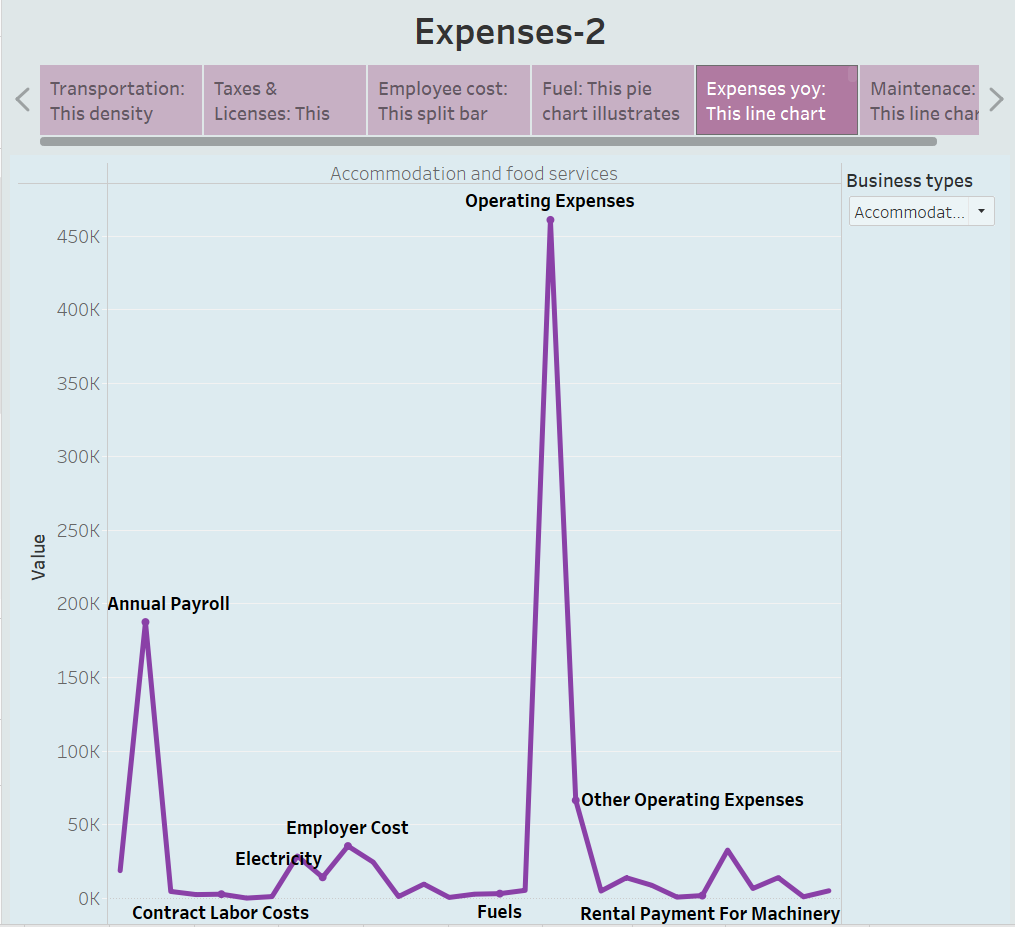 Expenses-2
Transportation:
This density
Taxes &
Licenses: This
Employee cost:
This split bar
Fuel: This pie
chart illustrates
Expenses yoy:
This line chart
Maintenace:
This line char
Accommodation and food services
Business types
Accommodat...
Operating Expenses
450K
400K
350K
300K
250K
200K
150K
100K
50K
0K
Value
Annual Payroll
Other Operating Expenses
Employer Cost
Electricity
Contract Labor Costs
Fuels
Rental Payment For Machinery